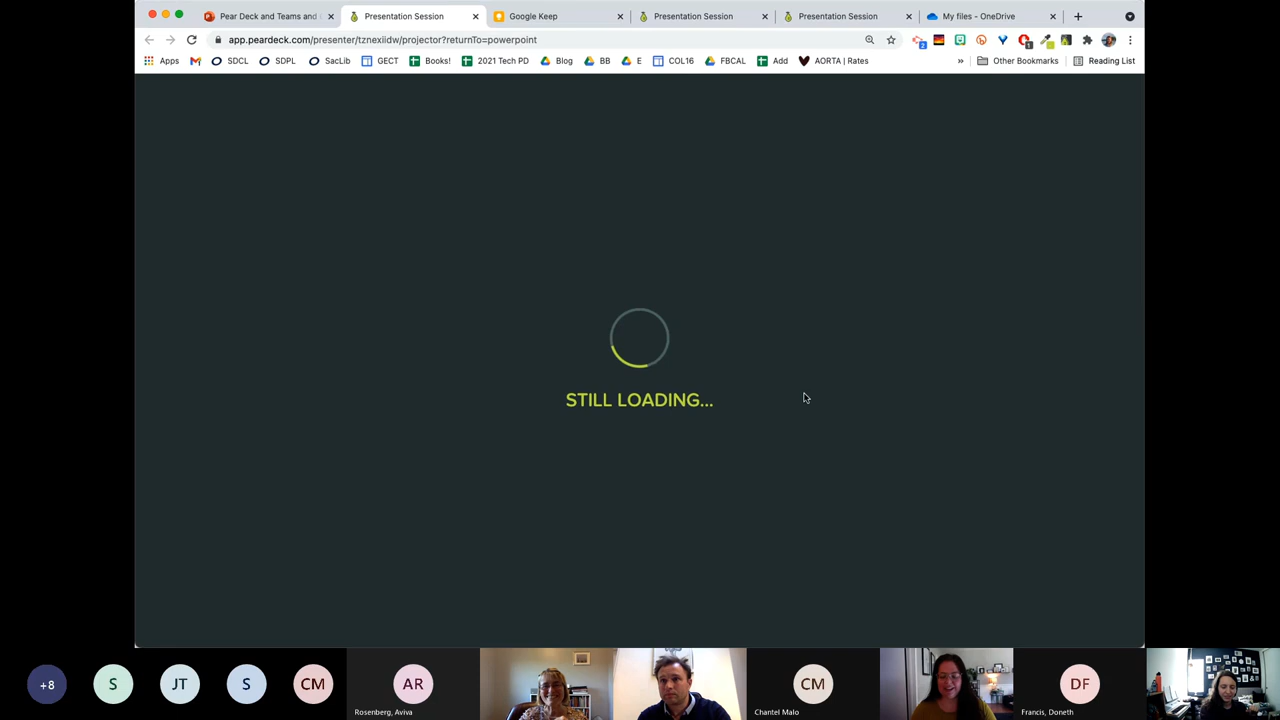 Pear Deck and Teams and
Presentation Session
Google Keep
Presentation Session
Presentation Session
My files - OneDrive
app.peardeck.com/presenter/tznexiidw/projector?returnTo=powerpoint
2
1
Apps
SDCL
SDPL
SacLib
GECT
Books!
2021 Tech PD
Blog
BB
E
COL16
FBCAL
Add
AORTA | Rates
»
Other Bookmarks
Reading List
STILL LOADING...
+8
S
JT
S
CM
AR
Rosenberg, Aviva
CM
Chantel Malo
DF
Francis, Doneth